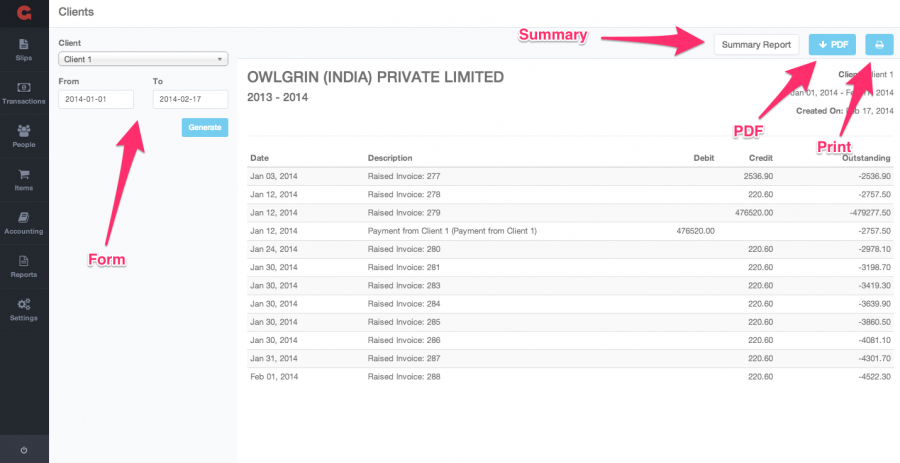 Clients
Slips
Transactions
People
Items
Accounting
Reports
Settings
Client
Client 1
From To
2014-01-01 2014-02-17
Generate
Form
Summary
Summary Report PDF
PDF
Print
OWLGRIN (INDIA) PRIVATE LIMITED
2013 - 2014
Client 1
Jan 01, 2014 - 2014
Created On: 17, 2014
Date Description Debit Credit Outstanding
Jan 03, 2014 Raised Invoice: 277 2536.90 -2536.90
Jan 12, 2014 Raised Invoice: 278 220.60 -2757.50
Jan 12, 2014 Raised Invoice: 279 476520.00 -479277.50
Jan 12, 2014 Payment from Client 1 (Payment from Client 1) 476520.00 -2757.50
Jan 24, 2014 Raised Invoice: 280 220.60 -2978.10
Jan 30, 2014 Raised Invoice: 281 220.60 -3198.70
Jan 30, 2014 Raised Invoice: 283 220.60 -3419.30
Jan 30, 2014 Raised Invoice: 284 220.60 -3639.90
Jan 30, 2014 Raised Invoice: 285 220.60 -3860.50
Jan 30, 2014 Raised Invoice: 286 220.60 -4081.10
Jan 31, 2014 Raised Invoice: 287 220.60 -4301.70
Feb 01, 2014 Raised Invoice: 288 220.60 -4522.30